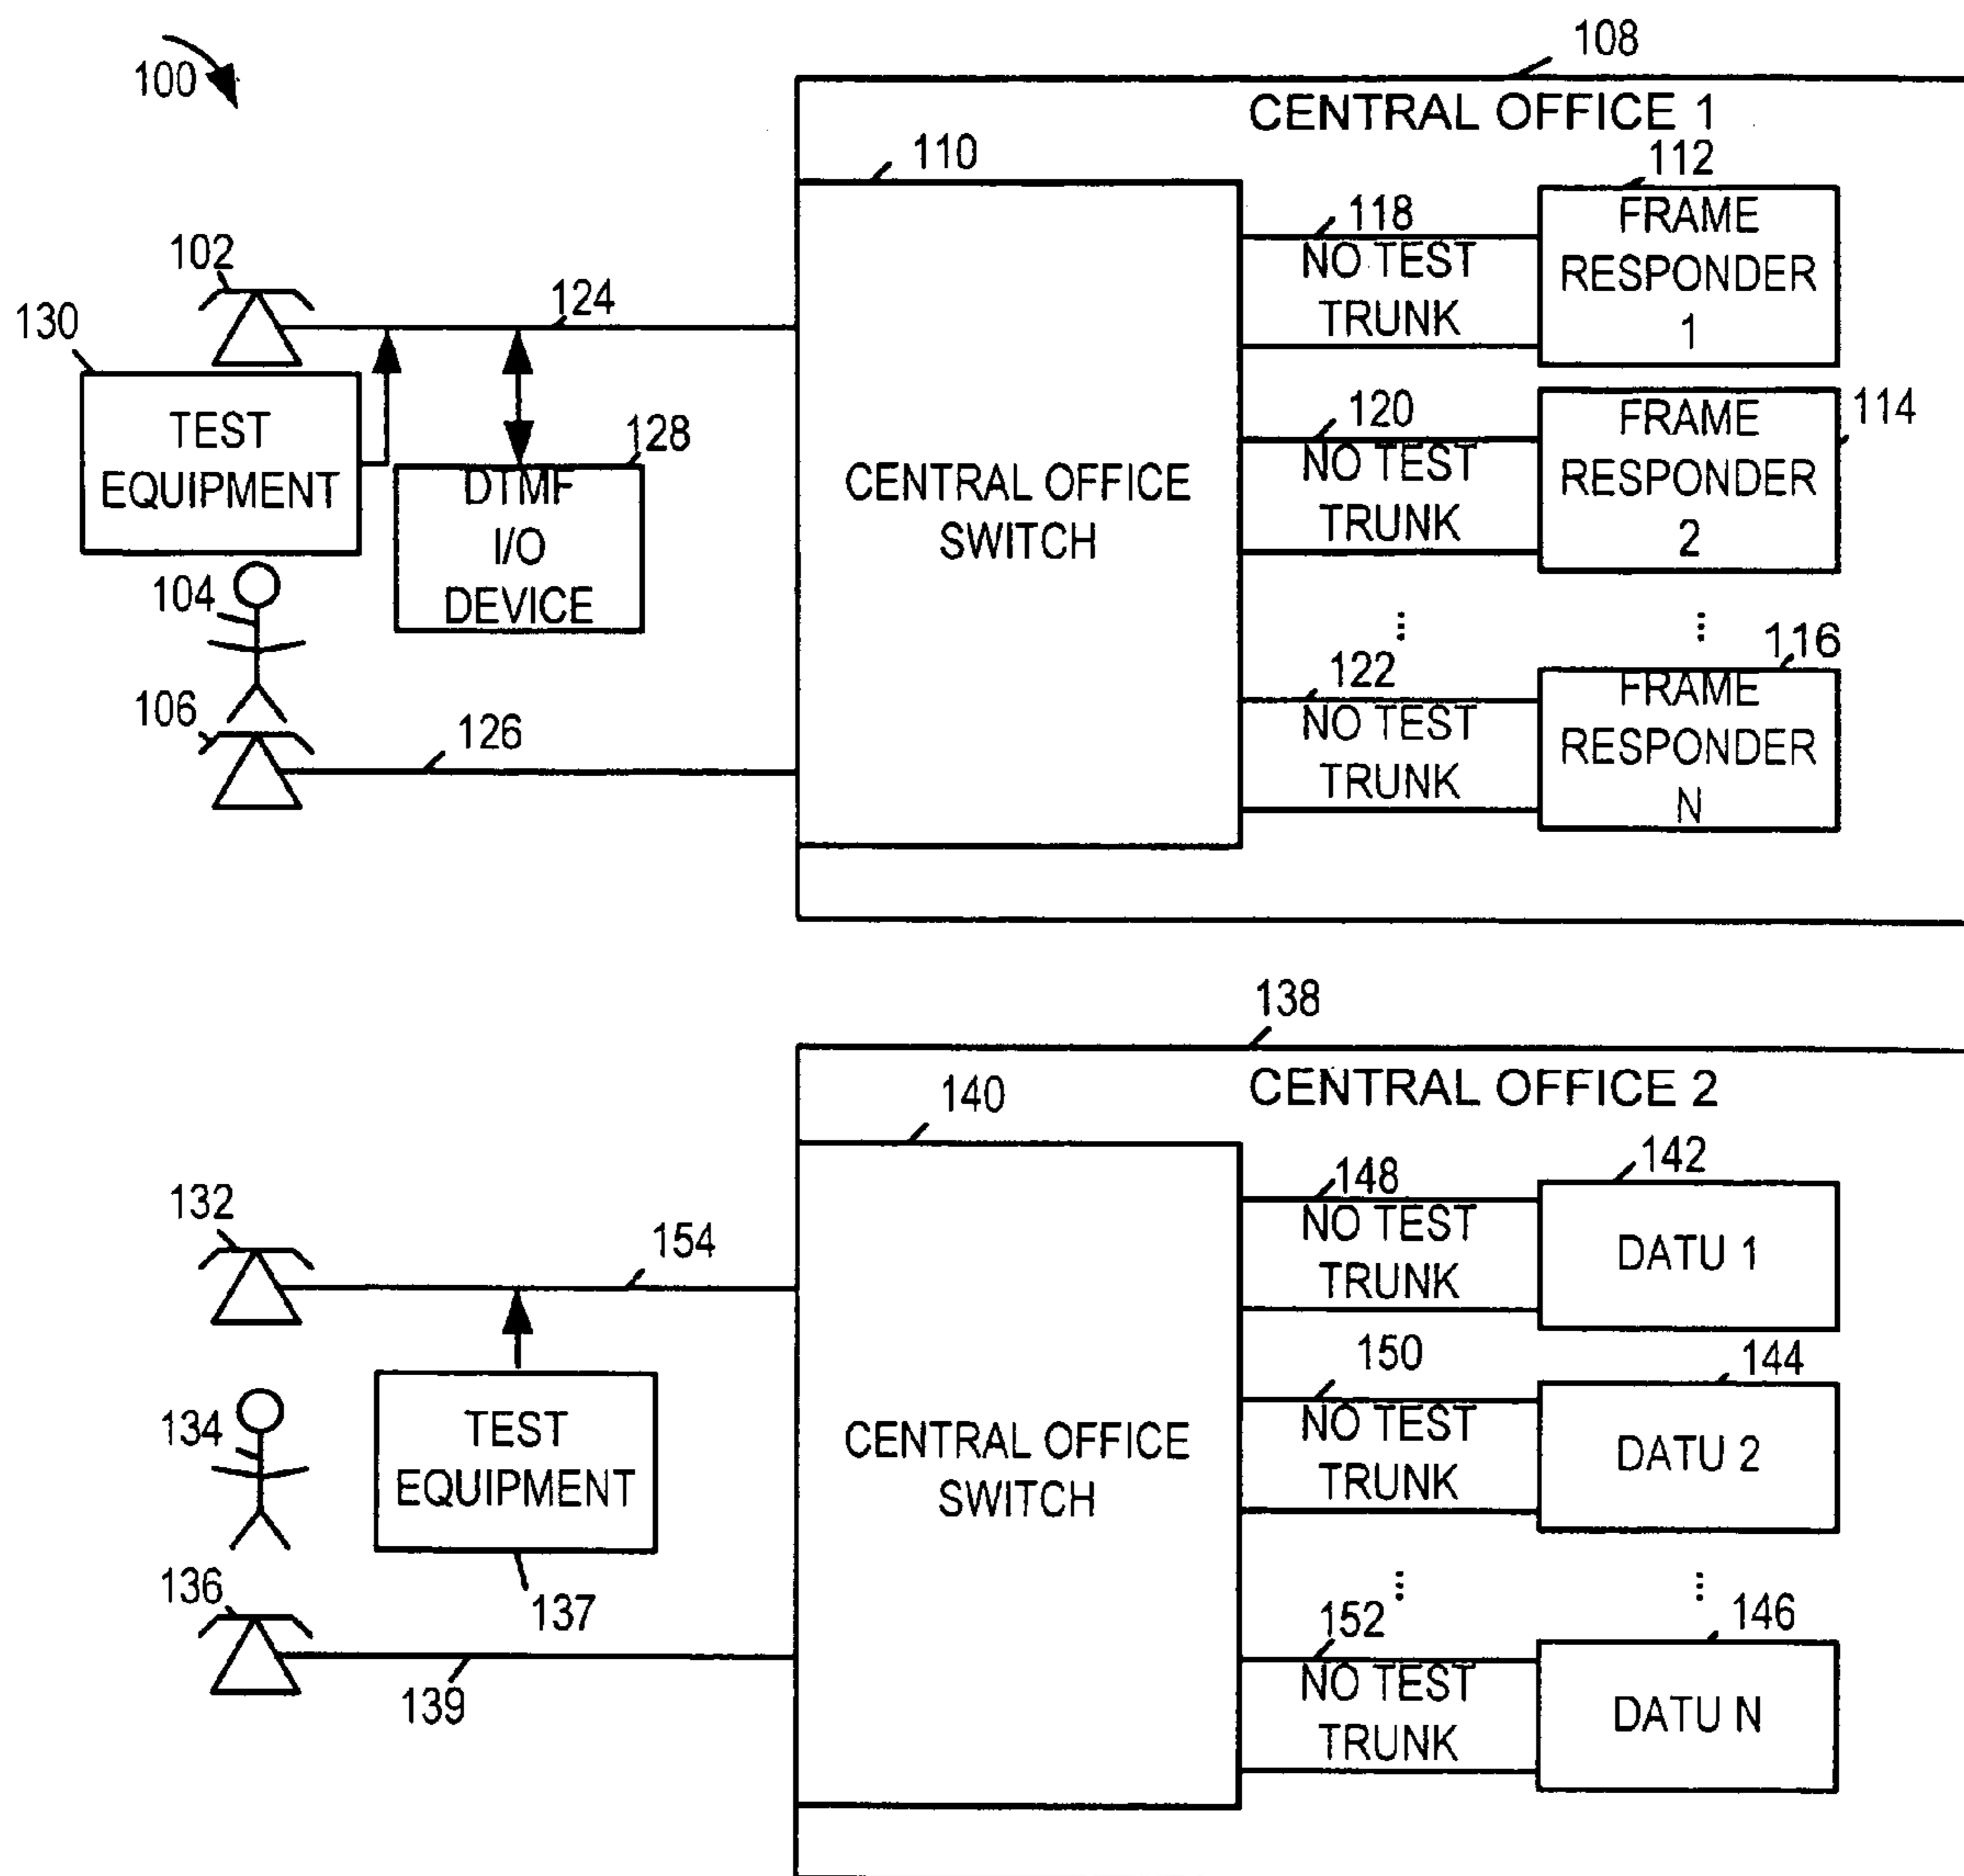 100
108
CENTRAL OFFICE 1
110
112
102
124
118
NO TEST
TRUNK
FRAME
RESPONDER
1
130
TEST
EQUIPMENT
128
DTMF
I/O
DEVICE
CENTRAL OFFICE
SWITCH
120
NO TEST
TRUNK
FRAME
RESPONDER
2
114
104
106
126
...
...
122
NO TEST
TRUNK
116
FRAME
RESPONDER
N
138
CENTRAL OFFICE 2
140
142
132
154
148
NO TEST
TRUNK
DATU 1
134
TEST
EQUIPMENT
137
CENTRAL OFFICE
SWITCH
150
NO TEST
TRUNK
144
DATU 2
136
139
...
...
152
NO TEST
TRUNK
146
DATU N